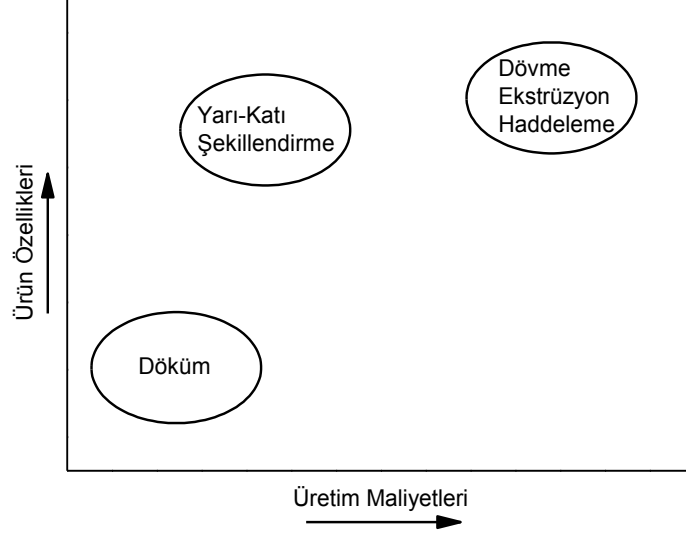 Dövme
Ekstrüzyon
Haddeleme
Yarı-Katı
Şekillendirme
Ürün Özellikleri
Döküm
Üretim Maliyetleri